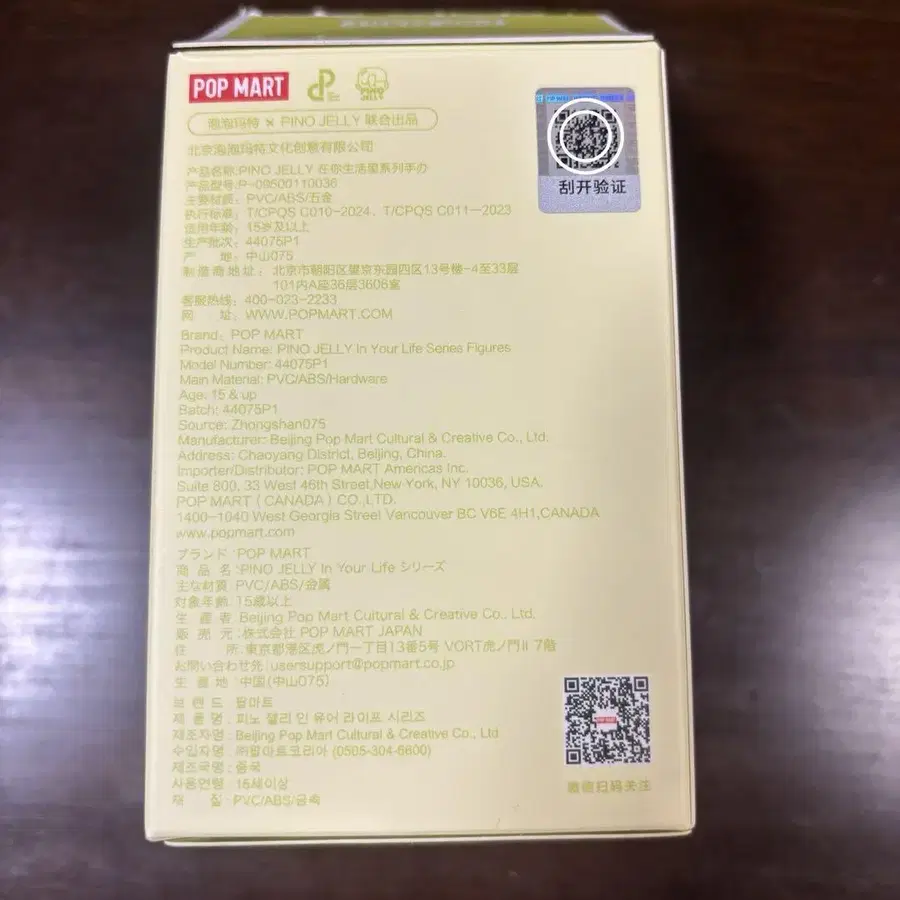 POP MART
PINO
JELLY
泡泡玛特 × PINO JELLY 联合出品
北京泡泡玛特文化创意有限公司
产品名称:PINO JELLY 在你生活里系列手办
产品型号:P-09500110036
主要材质：PVC/ABS/五金
执行标准：T/CPQS C010-2024、T/CPQS C011-2023
适用年龄：15岁及以上
生产批次：44075P1
产 地：中山075
制造商地址：北京市朝阳区望京东园四区13号楼-4至33层
101内A座36层3606室
客服热线：400-023-2233
网 址：WWW.POPMART.COM
Brand：POP MART
Product Name: PINO JELLY In Your Life Series Figures
Model Number: 44075P1
Main Material: PVC/ABS/Hardware
Age: 15 & up
Batch: 44075P1
Source: Zhongshan075
Manufacturer: Beijing Pop Mart Cultural & Creative Co., Ltd.
Address: Chaoyang District, Beijing, China.
Importer/Distributor: POP MART Americas Inc.
Suite 800, 33 West 46th Street,New York, NY 10036, USA.
POP MART（CANADA）CO.,LTD.
1400-1040 West Georgia Street Vancouver BC V6E 4H1,CANADA
www.popmart.com
ブランド :POP MART
商 品 名 :PINO JELLY In Your Life シリーズ
主な材質 :PVC/ABS/金属
対象年齢 :15歳以上
生 産 者 :Beijing Pop Mart Cultural & Creative Co., Ltd.
販 売 元 :株式会社 POP MART JAPAN
住 所 :東京都港区虎ノ門一丁目13番5号 VORT虎ノ門II 7階
お問い合わせ先 :usersupport@popmart.co.jp
生 産 地 :中国(中山075)
브 랜 드 : 팝마트
제 품 명 : 피노 젤리 인 유어 라이프 시리즈
제조자명 : Beijing Pop Mart Cultural & Creative Co., Ltd
수입자명 : ㈜팝마트코리아 (0505-304-6600)
제조국명 : 중국
사용연령 : 15세이상
재 질 : PVC/ABS/금속
刮开验证
POP MART
微信扫码关注